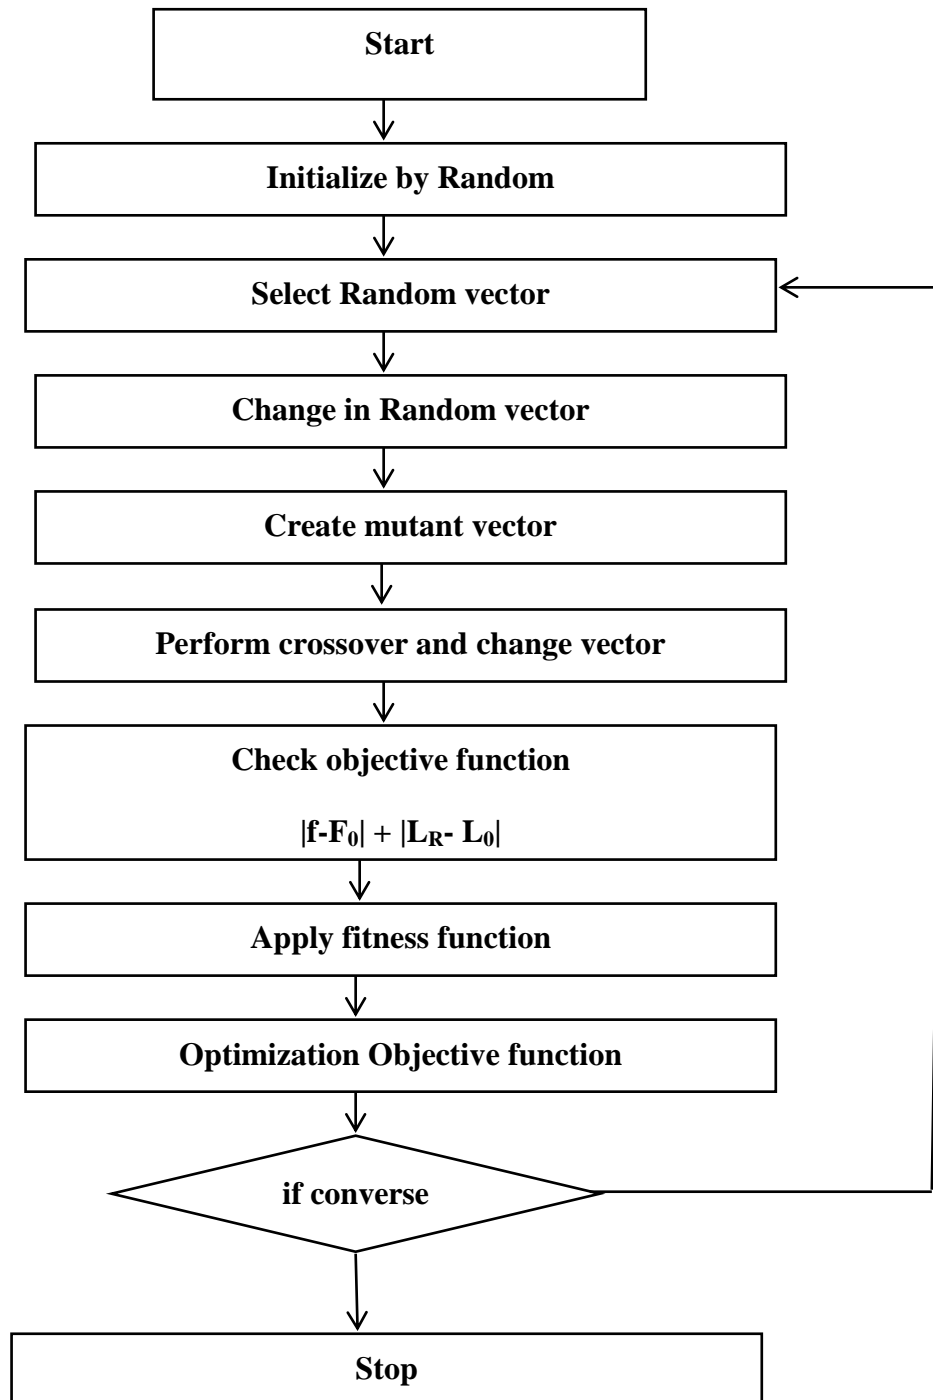 Start
Initialize by Random
Select Random vector
Change in Random vector
Create mutant vector
Perform crossover and change vector
Check objective function
|f-F₀| + |L_R- L₀|
Apply fitness function
Optimization Objective function
if converse
Stop